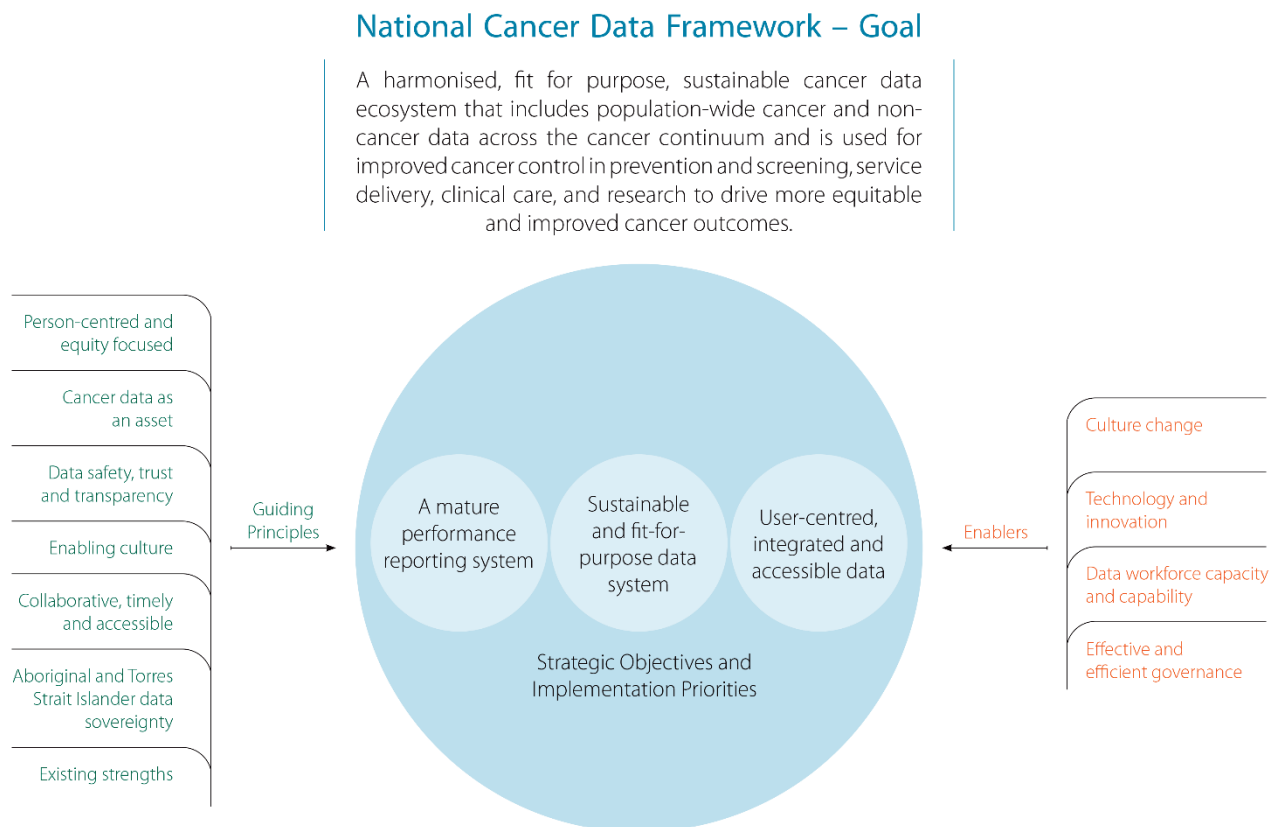 National Cancer Data Framework – Goal
A harmonised, fit for purpose, sustainable cancer data
ecosystem that includes population-wide cancer and non-
cancer data across the cancer continuum and is used for
improved cancer control in prevention and screening, service
delivery, clinical care, and research to drive more equitable
and improved cancer outcomes.
Person-centred and
equity focused
Cancer data as
an asset
Data safety, trust
and transparency
Enabling culture
Collaborative, timely
and accessible
Aboriginal and Torres
Strait Islander data
sovereignty
Existing strengths
Guiding
Principles
A mature
performance
reporting system
Sustainable
and fit-for-
purpose data
system
User-centred,
integrated and
accessible data
Strategic Objectives and
Implementation Priorities
Enablers
Culture change
Technology and
innovation
Data workforce capacity
and capability
Effective and
efficient governance